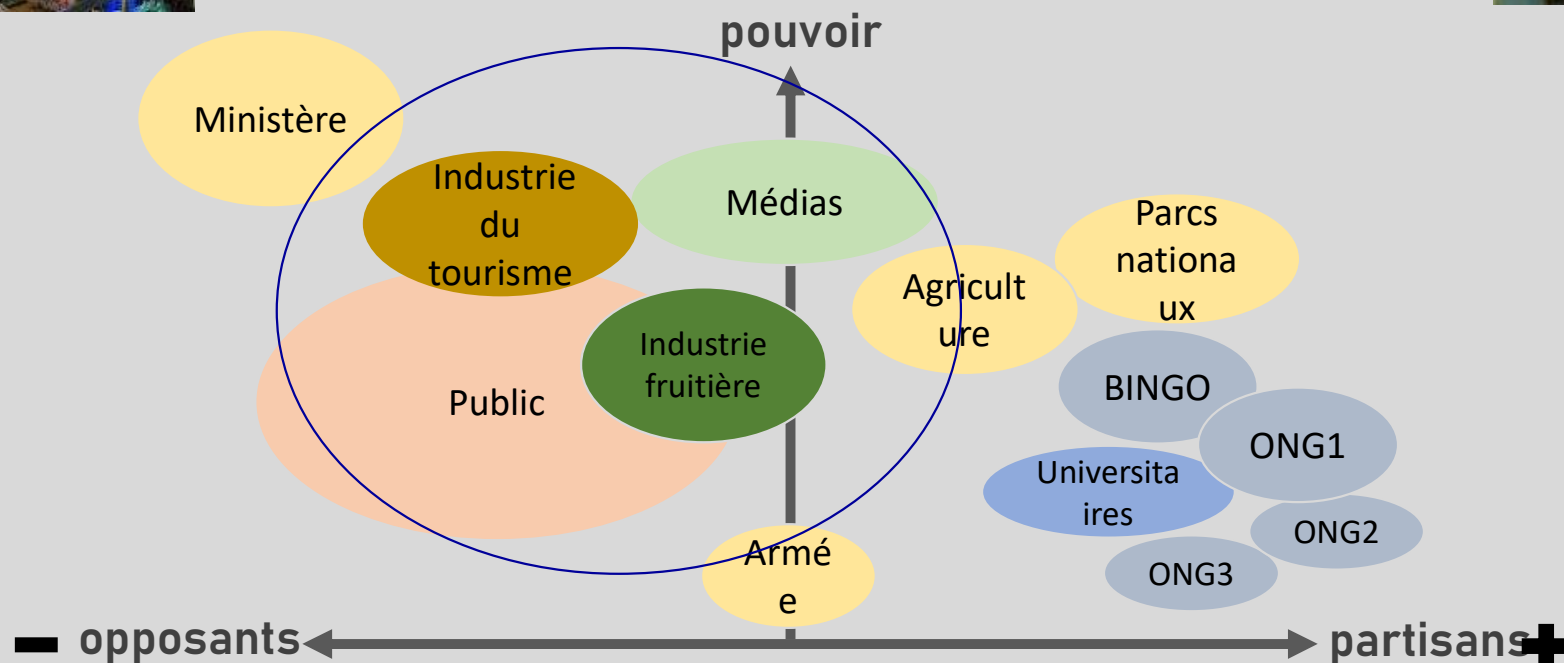 pouvoir
Ministère
Industrie
du
tourisme
Médias
Parcs
nationa
ux
Agricult
ure
Industrie
fruitière
Public
BINGO
ONG1
Universita
ires
ONG2
Armé
e
ONG3
- opposants
partisans+